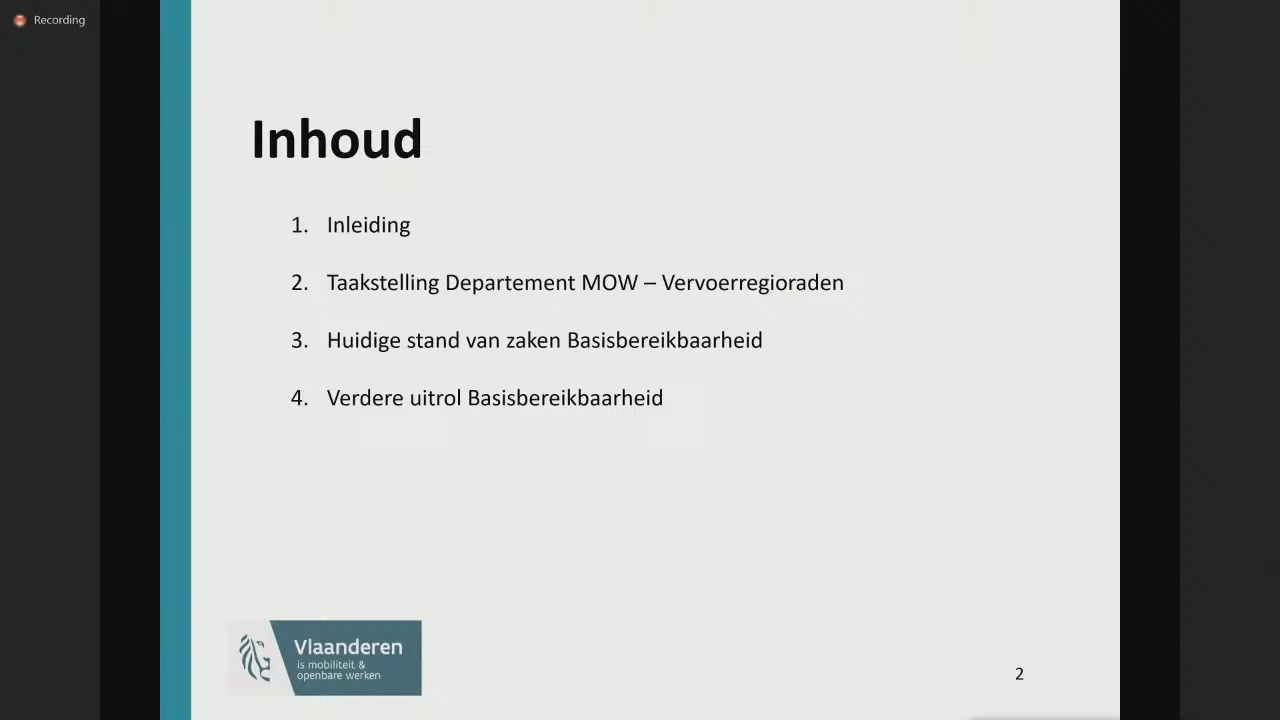 Recording
Inhoud
1. Inleiding
2. Taakstelling Departement MOW – Vervoerregioraden
3. Huidige stand van zaken Basisbereikbaarheid
4. Verdere uitrol Basisbereikbaarheid
Vlaanderen
is mobiliteit &
openbare werken
2